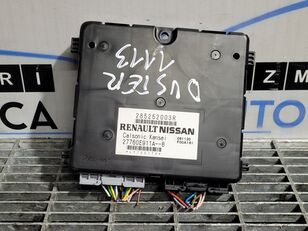 DUSTER
1.113
285252003R
RENAULT NISSAN
Calsonic Kansei
27760E911A--B